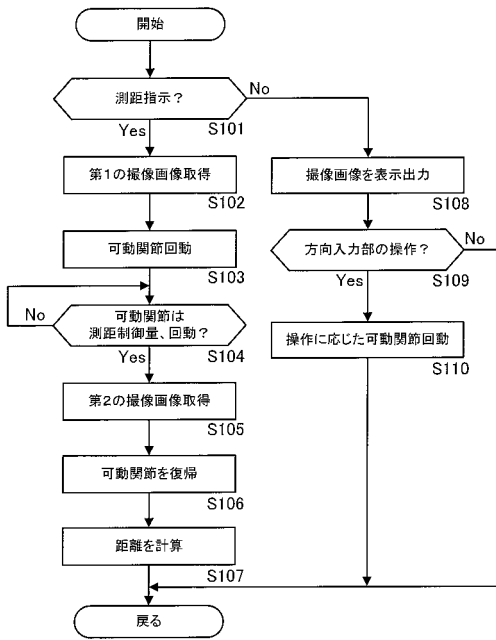 開始
測距指示？
No
Yes
S101
第1の撮像画像取得
S102
可動関節回動
S103
No
可動関節は
測距制御量、回動？
Yes
S104
第2の撮像画像取得
S105
可動関節を復帰
S106
距離を計算
S107
戻る
撮像画像を表示出力
S108
方向入力部の操作？
No
Yes
S109
操作に応じた可動関節回動
S110